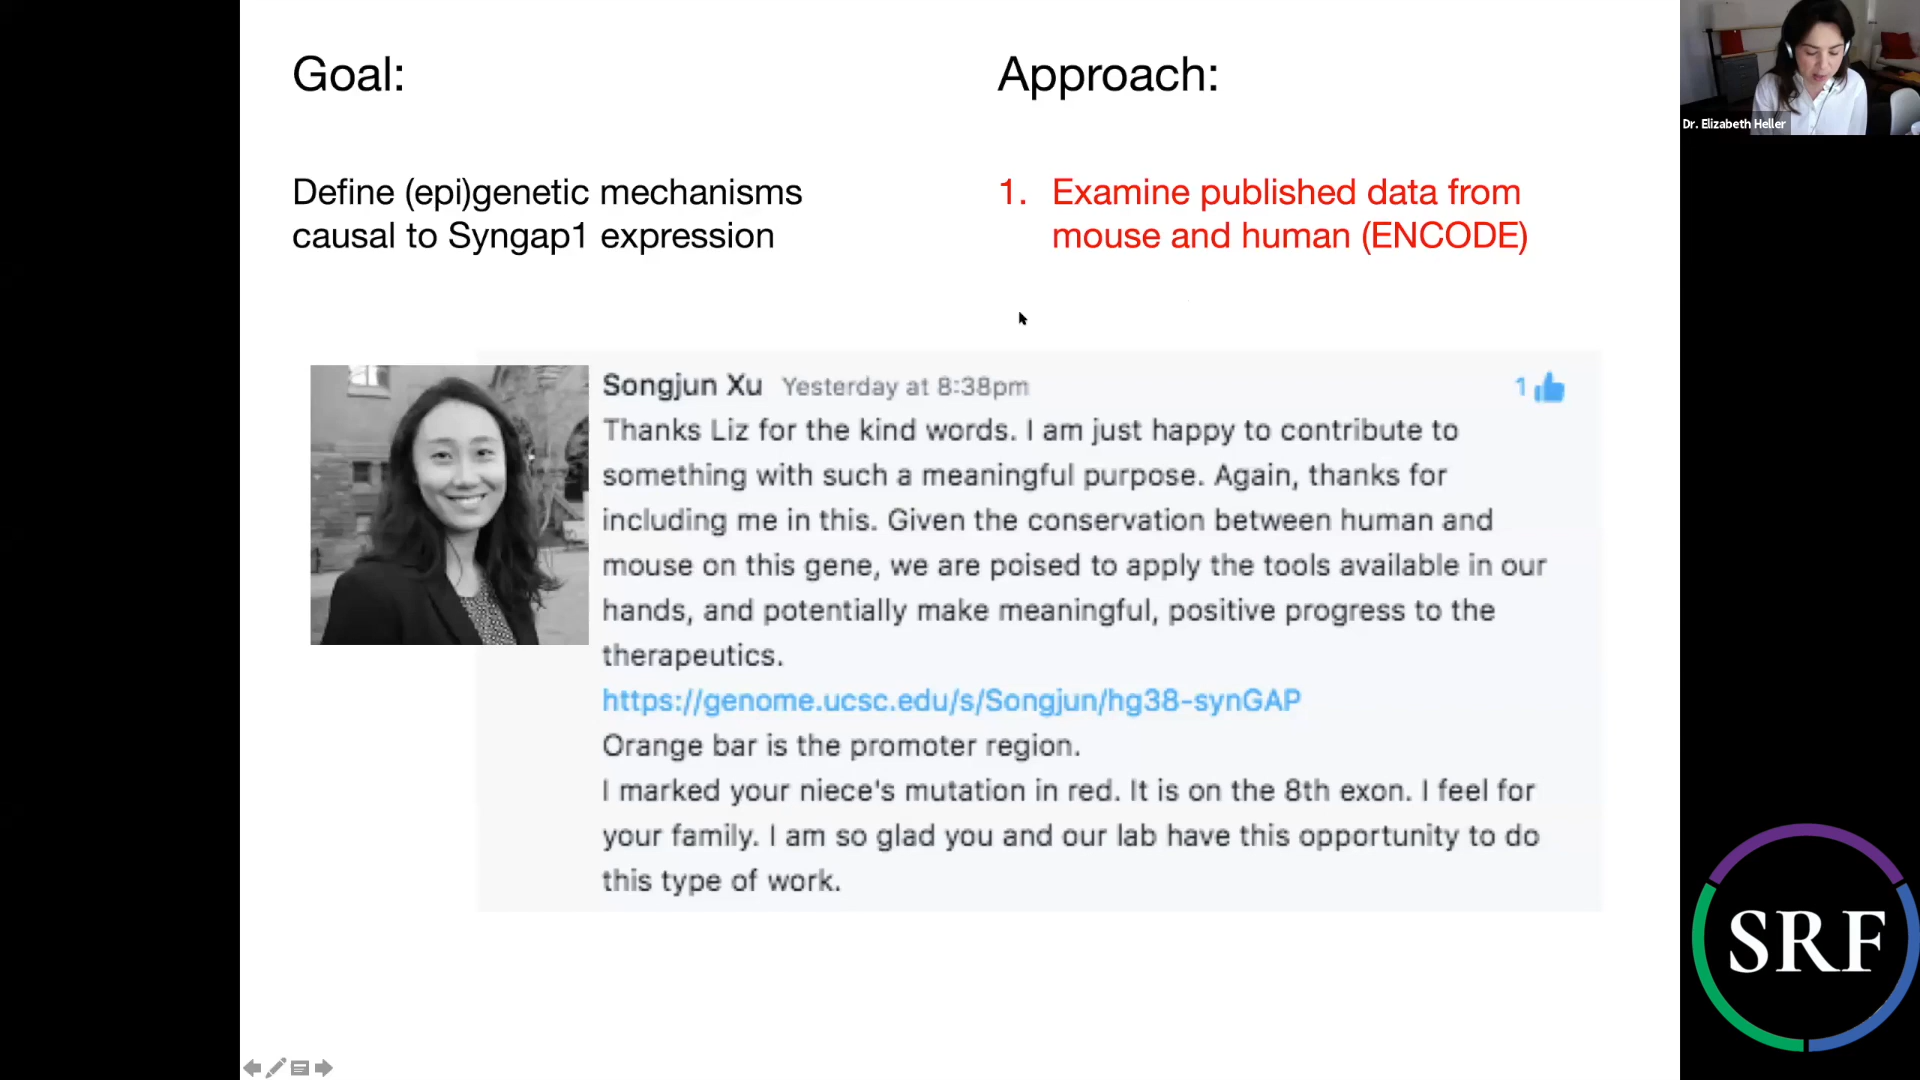 Goal:
Define (epi)genetic mechanisms
causal to Syngap1 expression
Approach:
1. Examine published data from
mouse and human (ENCODE)
Songjun Xu Yesterday at 8:38pm
1
Thanks Liz for the kind words. I am just happy to contribute to
something with such a meaningful purpose. Again, thanks for
including me in this. Given the conservation between human and
mouse on this gene, we are poised to apply the tools available in our
hands, and potentially make meaningful, positive progress to the
therapeutics.
https://genome.ucsc.edu/s/Songjun/hg38-synGAP
Orange bar is the promoter region.
I marked your niece's mutation in red. It is on the 8th exon. I feel for
your family. I am so glad you and our lab have this opportunity to do
this type of work.
Dr. Elizabeth Heller
SRF